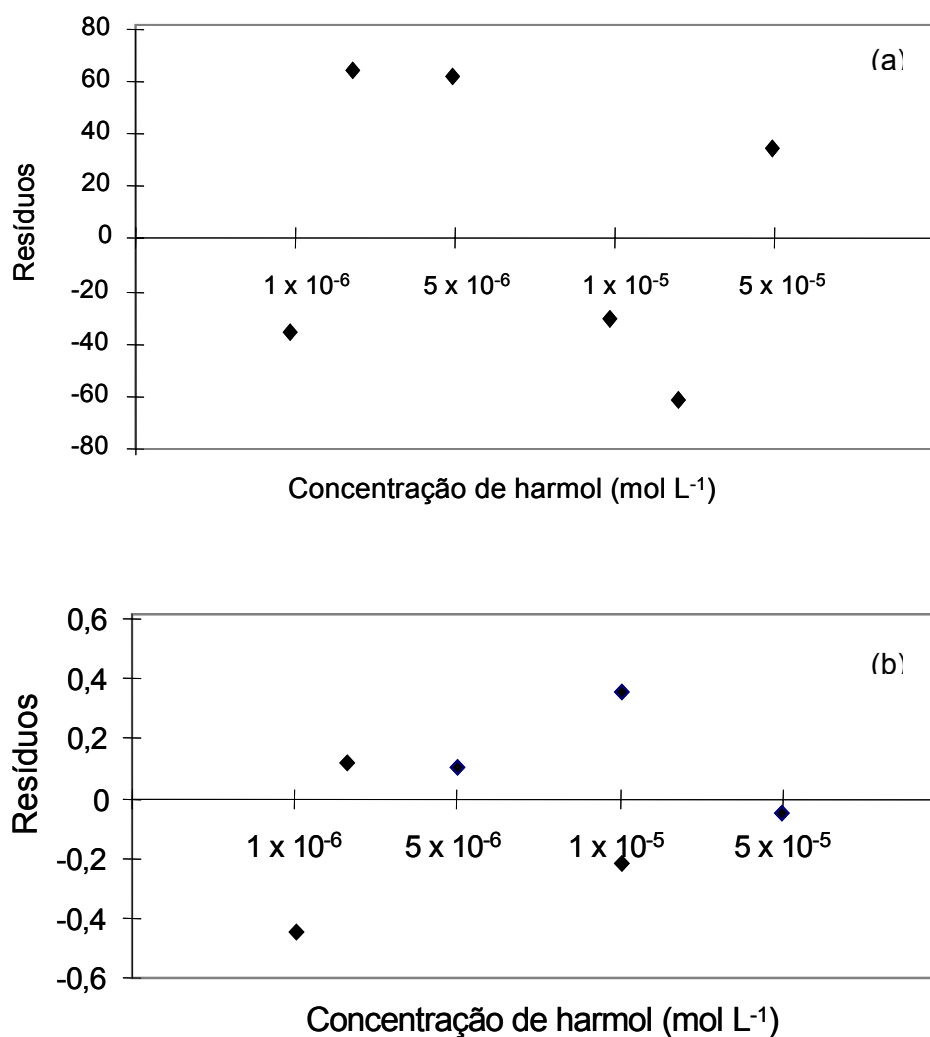 80
(a)
60
40
20
0
-20
-40
-60
-80
Resíduos
1 x 10⁻⁶ 5 x 10⁻⁶ 1 x 10⁻⁵ 5 x 10⁻⁵
Concentração de harmol (mol L⁻¹)
0,6
(b)
0,4
0,2
0
-0,2
-0,4
-0,6
Resíduos
1 x 10⁻⁶ 5 x 10⁻⁶ 1 x 10⁻⁵ 5 x 10⁻⁵
Concentração de harmol (mol L⁻¹)